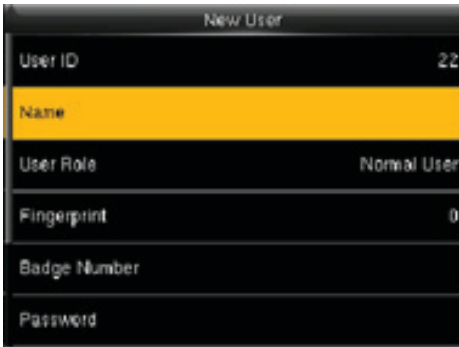 New User
User ID 22
Name
User Role Normal User
Fingerprint 0
Badge Number
Password